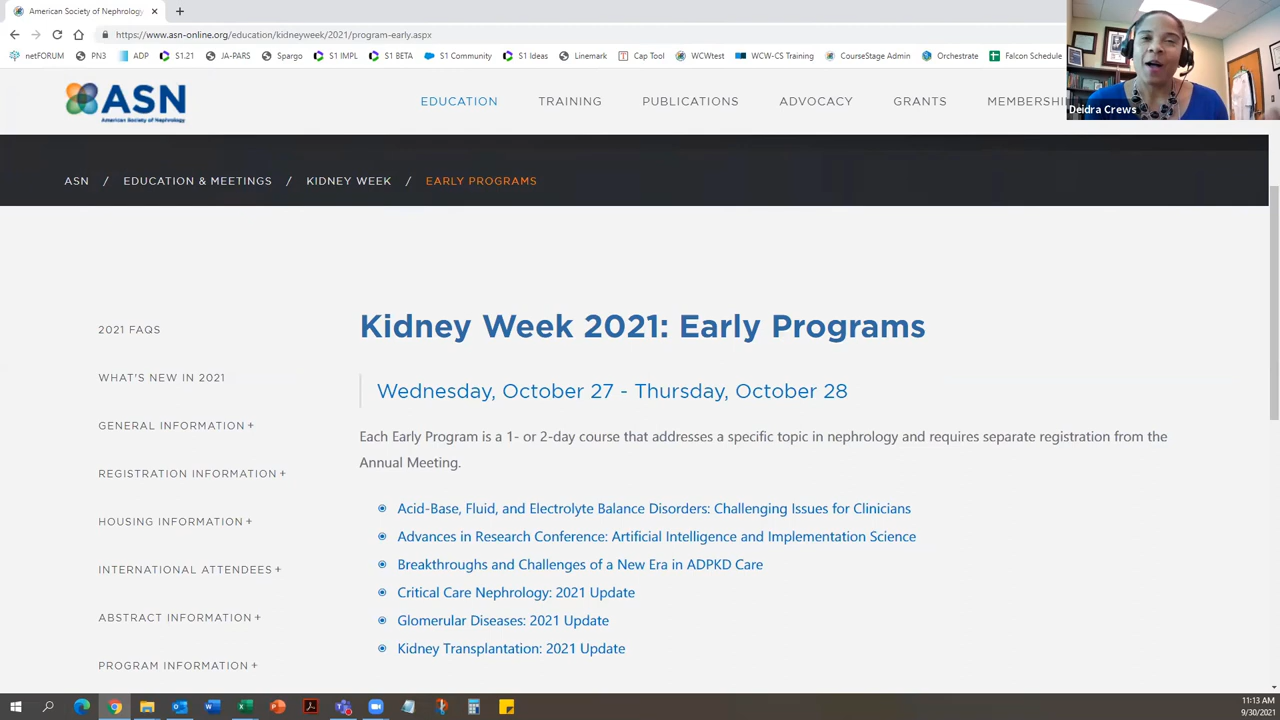 American Society of Nephrology
https://www.asn-online.org/education/kidneyweek/2021/program-early.aspx
netFORUM PN3 ADP S1.21 JA-PARS Spargo S1 IMPL S1 BETA S1 Community S1 Ideas Linemark Cap Tool WCWtest WCW-CS Training CourseStage Admin Orchestrate Falcon Schedule
Deidra Crews
ASN
American Society of Nephrology
EDUCATION TRAINING PUBLICATIONS ADVOCACY GRANTS MEMBERSHI
ASN / EDUCATION & MEETINGS / KIDNEY WEEK / EARLY PROGRAMS
2021 FAQS
WHAT'S NEW IN 2021
GENERAL INFORMATION +
REGISTRATION INFORMATION +
HOUSING INFORMATION +
INTERNATIONAL ATTENDEES +
ABSTRACT INFORMATION +
PROGRAM INFORMATION +
Kidney Week 2021: Early Programs
Wednesday, October 27 - Thursday, October 28
Each Early Program is a 1- or 2-day course that addresses a specific topic in nephrology and requires separate registration from the
Annual Meeting.
Acid-Base, Fluid, and Electrolyte Balance Disorders: Challenging Issues for Clinicians
Advances in Research Conference: Artificial Intelligence and Implementation Science
Breakthroughs and Challenges of a New Era in ADPKD Care
Critical Care Nephrology: 2021 Update
Glomerular Diseases: 2021 Update
Kidney Transplantation: 2021 Update
11:13 AM
9/30/2021